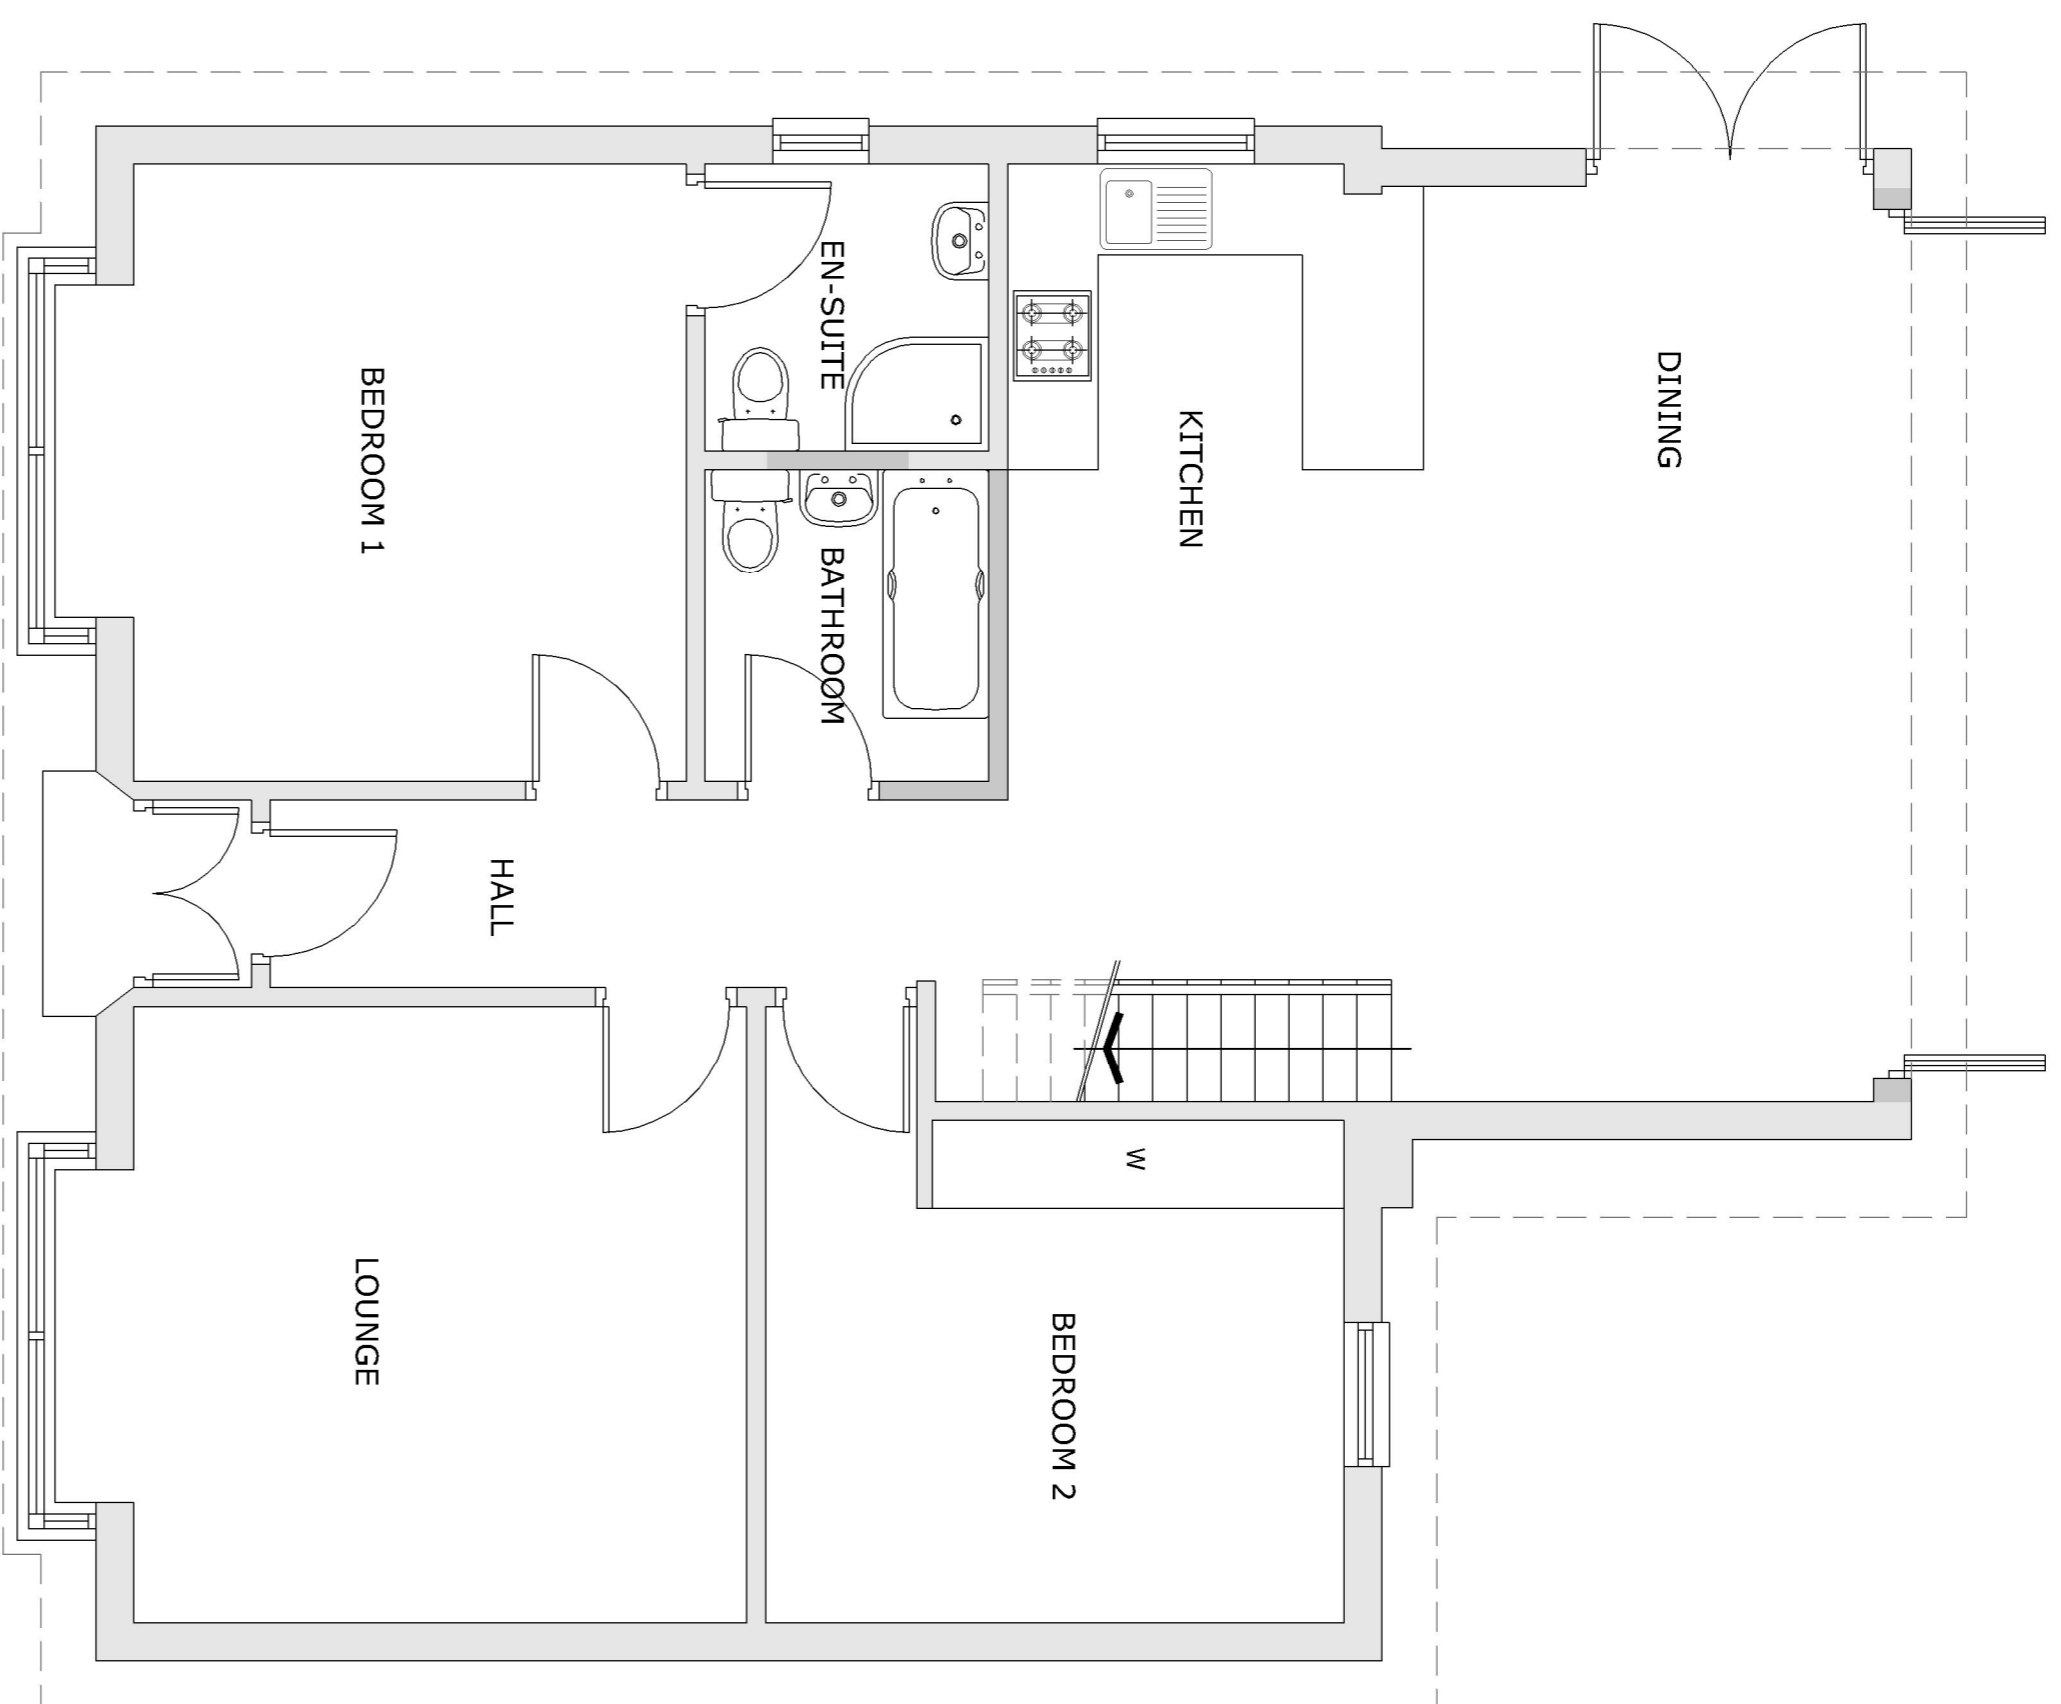 EN-SUITE
BEDROOM 1
DINING
KITCHEN
BATHROOM
HALL
W
LOUNGE
BEDROOM 2